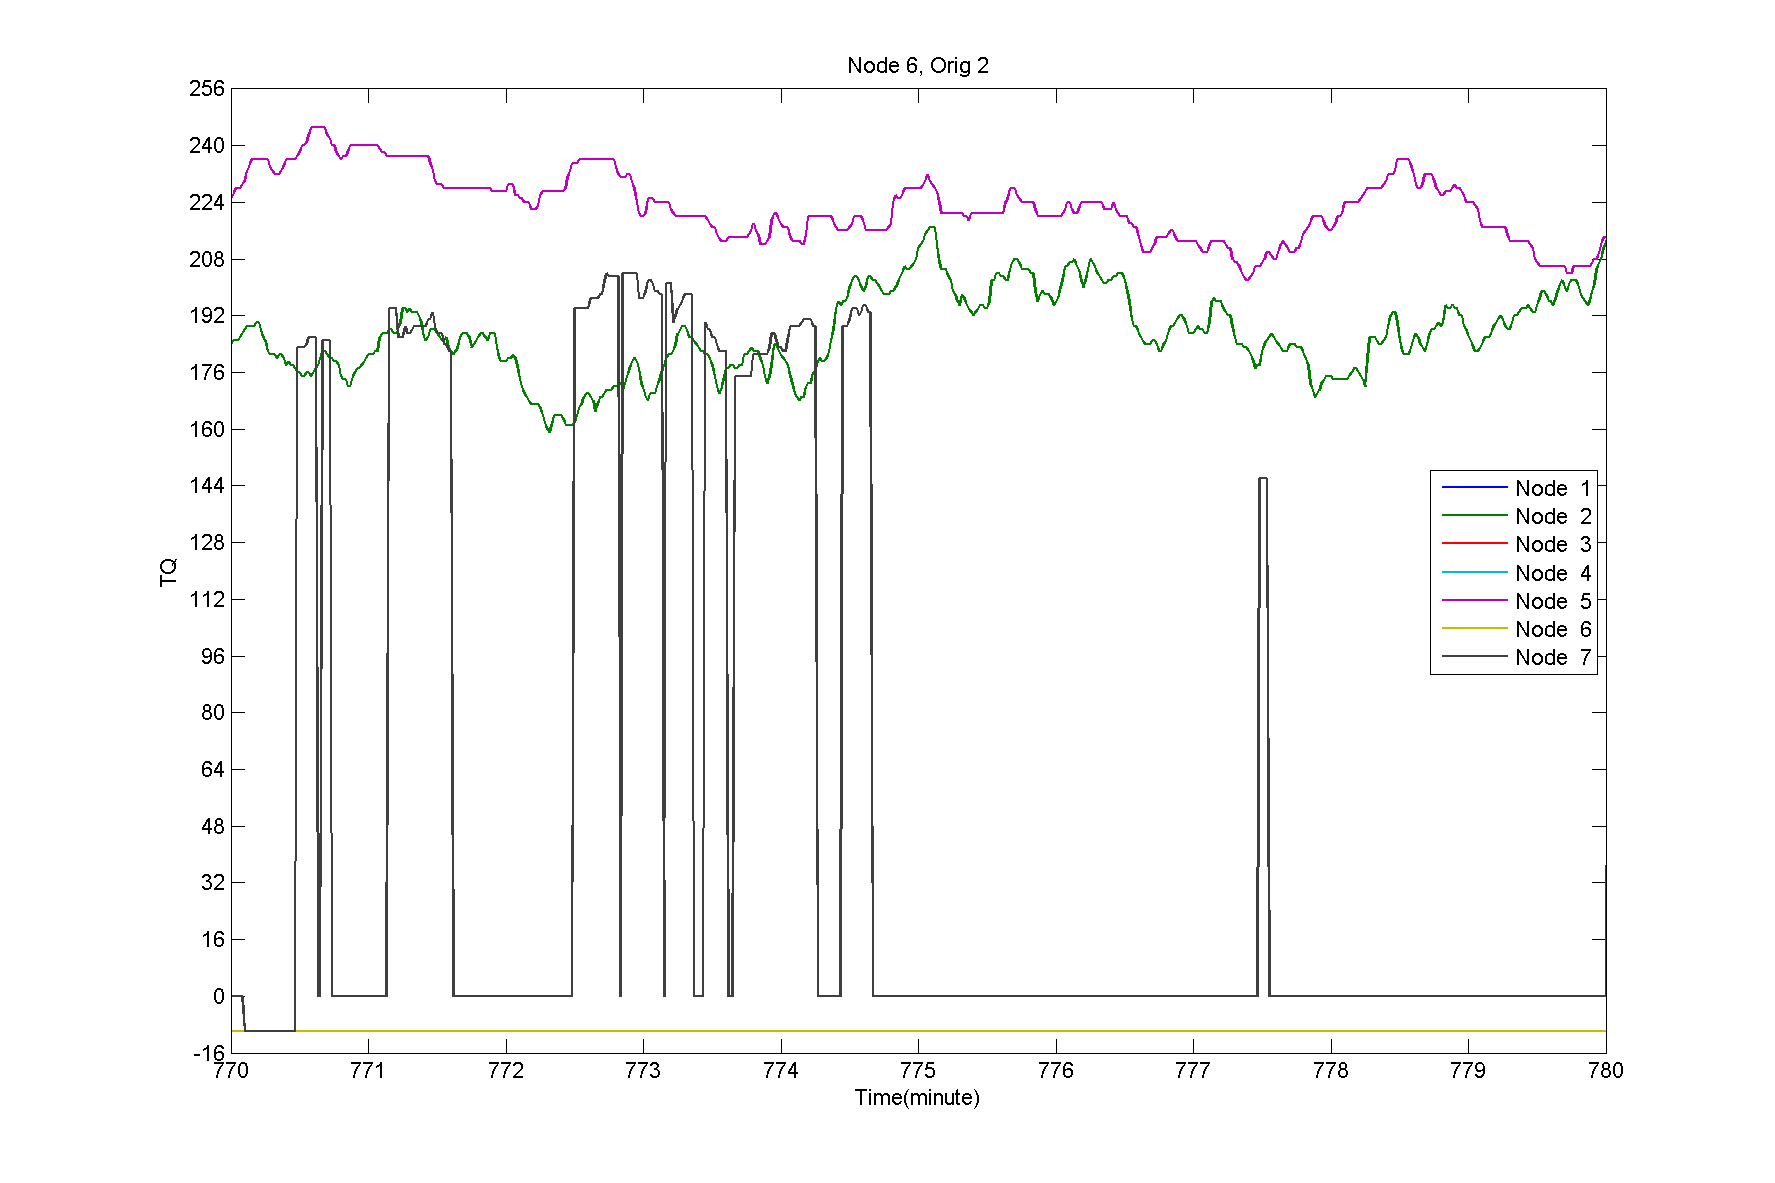 Node 6, Orig 2
256
240
224
208
192
176
160
144
128
112
96
80
64
48
32
16
0
-16
TQ
Node 1
Node 2
Node 3
Node 4
Node 5
Node 6
Node 7
770 771 772 773 774 775 776 777 778 779 780
Time(minute)